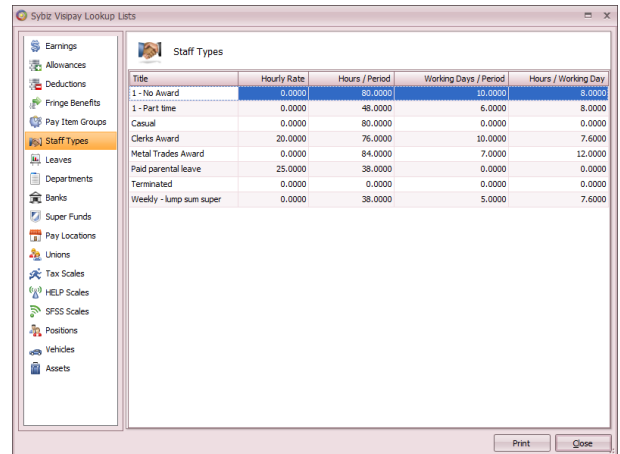 Sybiz Visipay Lookup Lists
Earnings
Allowances
Deductions
Fringe Benefits
Pay Item Groups
Staff Types
Leaves
Departments
Banks
Super Funds
Pay Locations
Unions
Tax Scales
HELP Scales
SFSS Scales
Positions
Vehicles
Assets
Staff Types
Title Hourly Rate Hours / Period Working Days / Period Hours / Working Day
1 - No Award 0.0000 80.0000 10.0000 8.0000
1 - Part time 0.0000 48.0000 6.0000 8.0000
Casual 0.0000 80.0000 0.0000 0.0000
Clerks Award 20.0000 76.0000 10.0000 7.6000
Metal Trades Award 0.0000 84.0000 7.0000 12.0000
Paid parental leave 25.0000 38.0000 0.0000 0.0000
Terminated 0.0000 0.0000 0.0000 0.0000
Weekly - lump sum super 0.0000 38.0000 5.0000 7.6000
Print Close